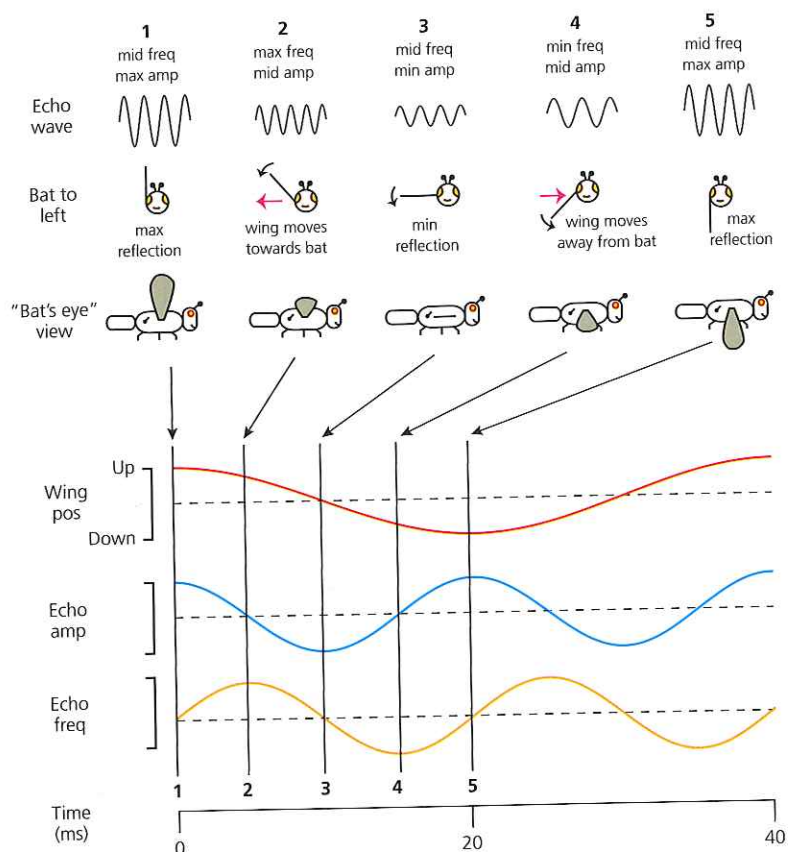 1
mid freq
max amp
2
max freq
mid amp
3
mid freq
min amp
4
min freq
mid amp
5
mid freq
max amp
Echo
wave
Bat to
left
max
reflection
wing moves
towards bat
min
reflection
wing moves
away from bat
max
reflection
"Bat's eye"
view
Up
Wing
pos
Down
Echo
amp
Echo
freq
1 2 3 4 5
Time
(ms)
0 20 40